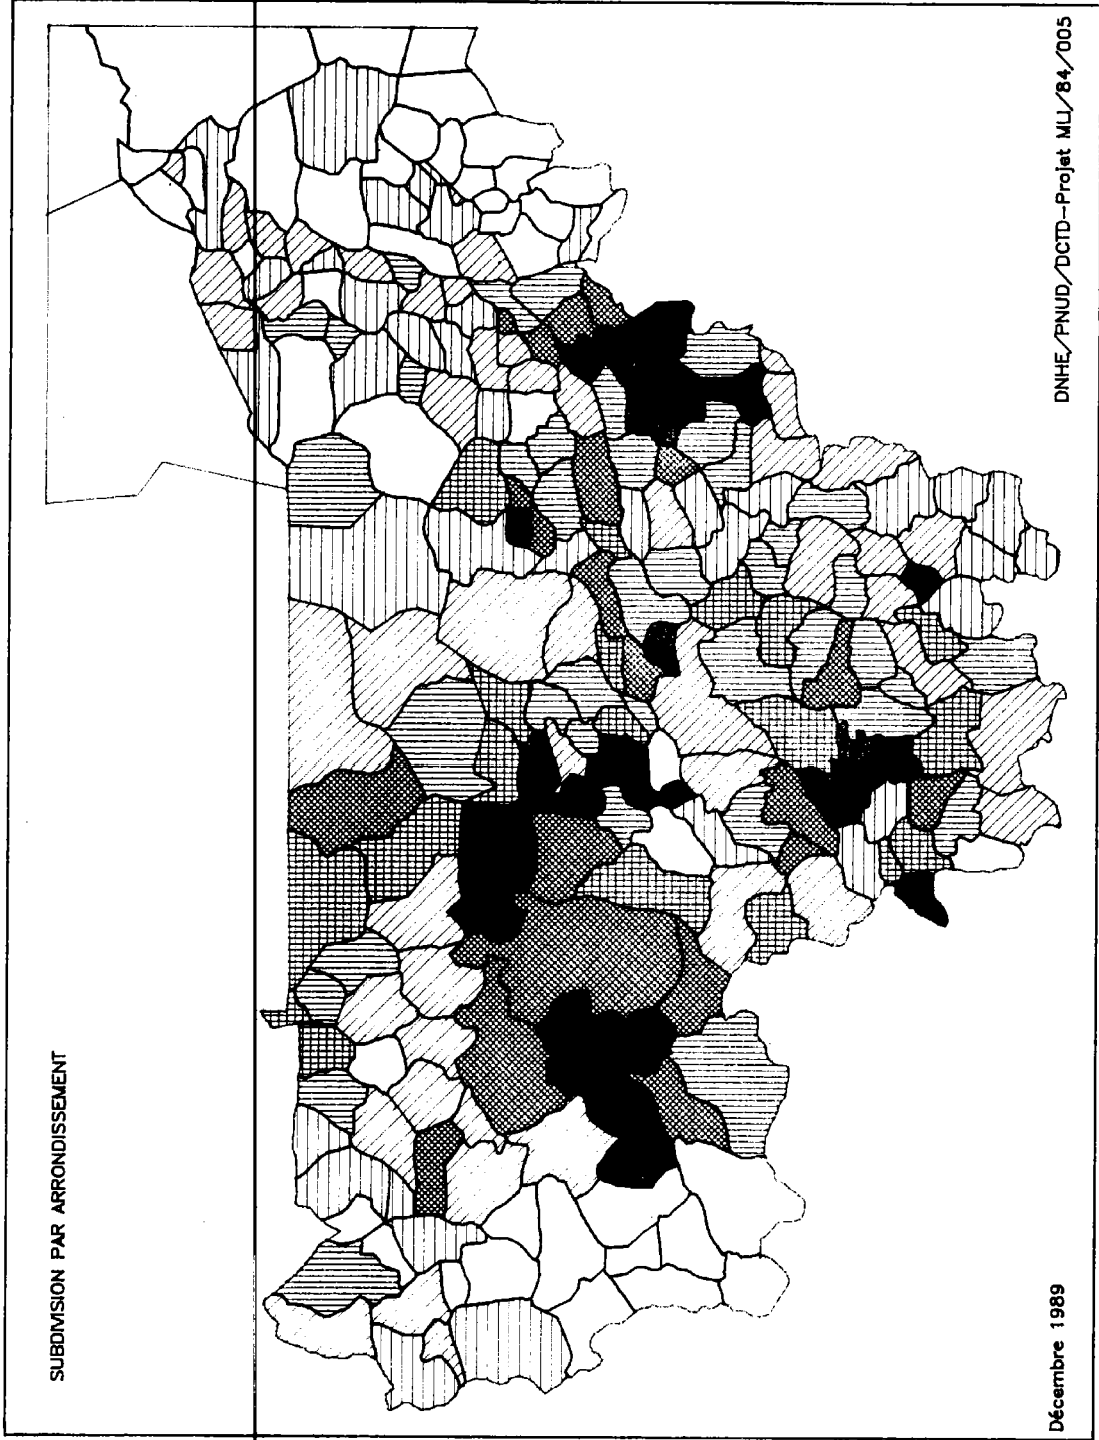 SUBDIVISION PAR ARRONDISSEMENT
Décembre 1989
DNHE/PNUD/DCTD-Projet MLI/84/005